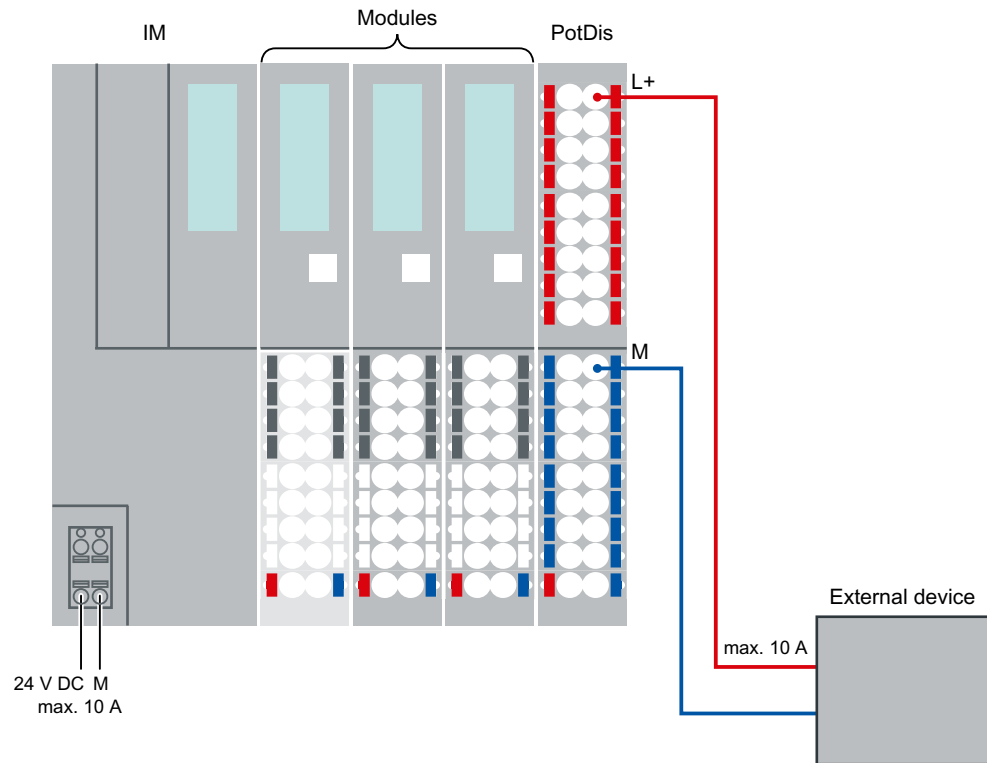 Modules
IM
PotDis
L+
M
External device
max. 10 A
24 V DC M
max. 10 A